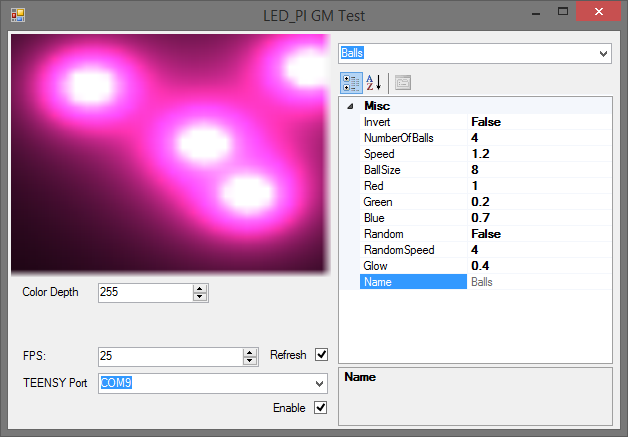 LED_PI GM Test
Balls
A
Z
Misc
Invert False
NumberOfBalls 4
Speed 1.2
BallSize 8
Red 1
Green 0.2
Blue 0.7
Random False
RandomSpeed 4
Glow 0.4
Name Balls
Color Depth 255
FPS: 25 Refresh
TEENSY Port COM9
Enable
Name